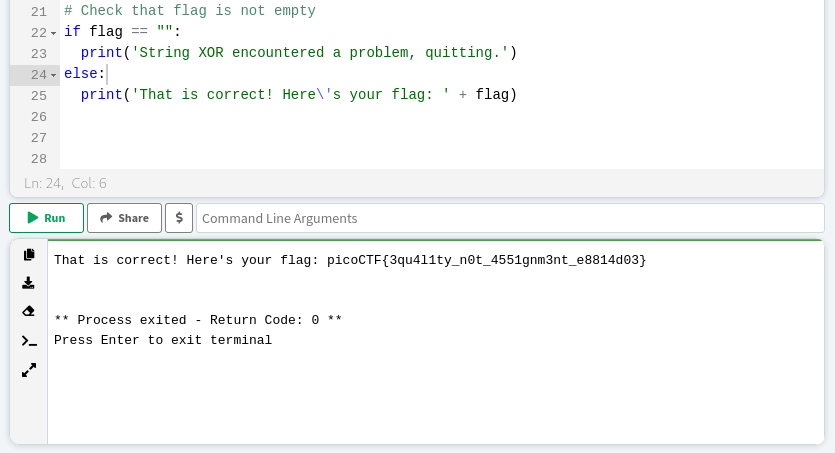 21 # Check that flag is not empty
22 if flag == "":
23   print('String XOR encountered a problem, quitting.')
24 else:
25   print('That is correct! Here\'s your flag: ' + flag)
26
27
28
Ln: 24, Col: 6
Run Share $ Command Line Arguments
That is correct! Here's your flag: picoCTF{3qu4l1ty_n0t_4551gnm3nt_e8814d03}
** Process exited - Return Code: 0 **
Press Enter to exit terminal